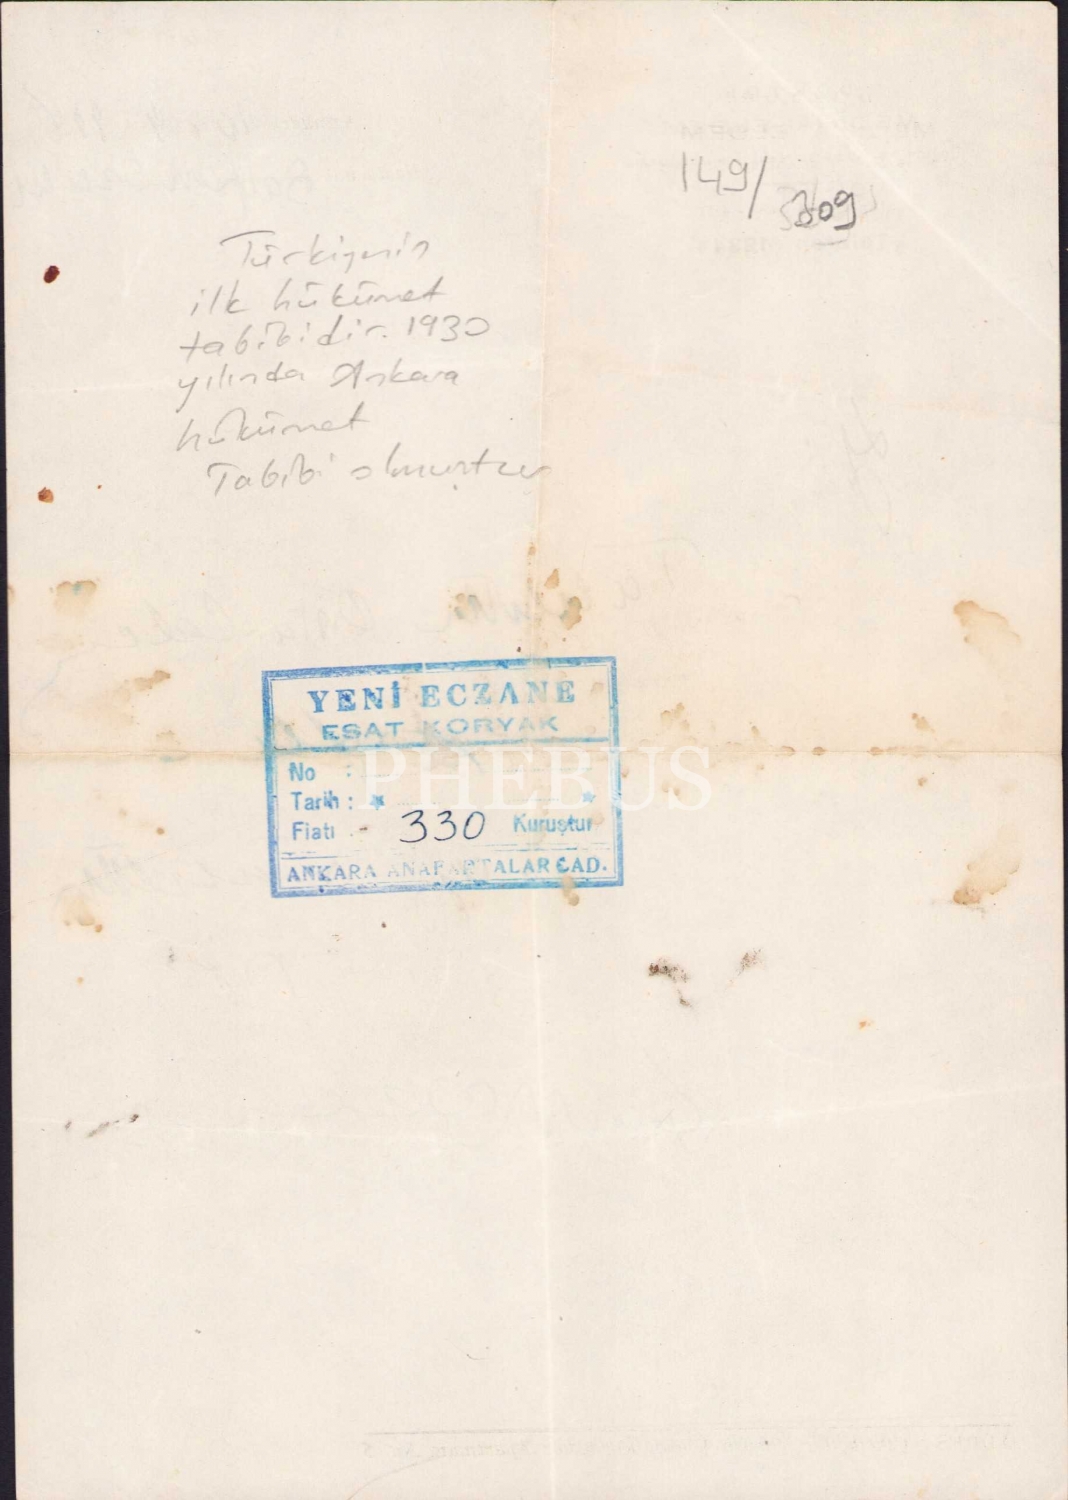 149/
3609
Türkiyenin
ilk hükümet
tabibidir. 1930
yılında Ankara
hükümet
Tabibi olmuştur
YENİ ECZANE
ESAT KORYAK
No :
PHEBUS
Tarih :
Fiatı - 330 Kuruştur
ANKARA ANAFARTALAR CAD.